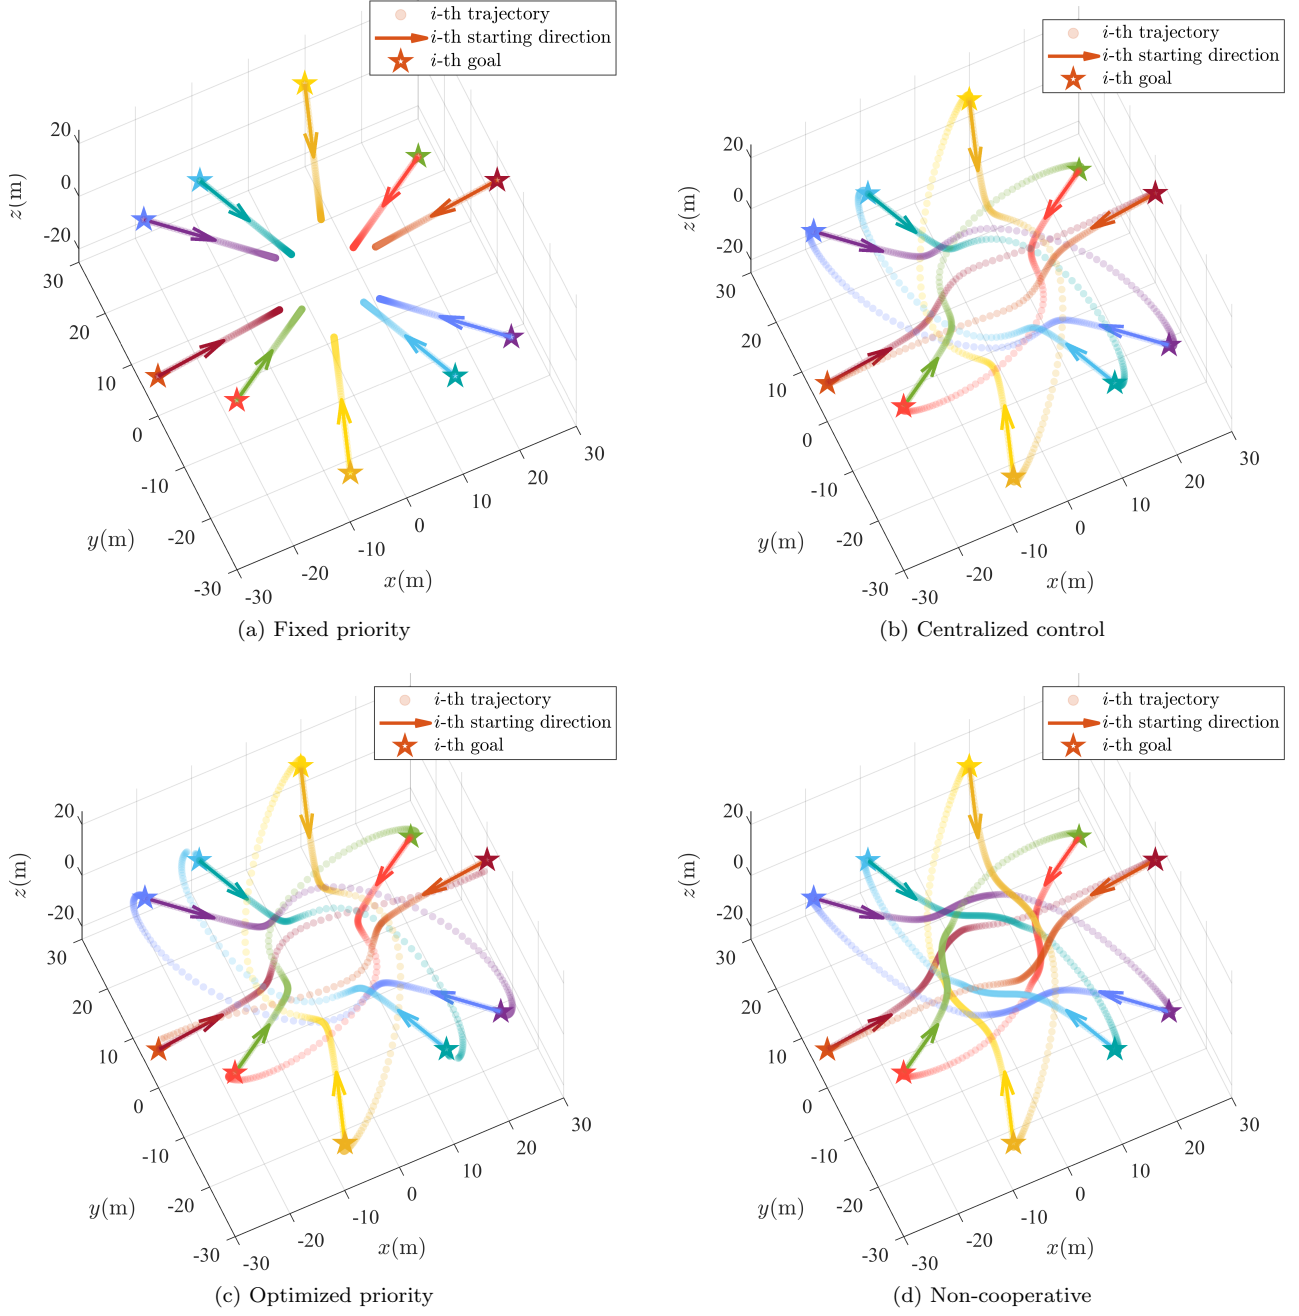 i-th trajectory
i-th starting direction
i-th goal
20
0
-20
z(m)
30
20
10
0
-10
-20
-30
y(m)
-30
-20
-10
0
10
20
30
x(m)
(a) Fixed priority
i-th trajectory
i-th starting direction
i-th goal
20
0
-20
z(m)
30
20
10
0
-10
-20
-30
y(m)
-30
-20
-10
0
10
20
30
x(m)
(b) Centralized control
i-th trajectory
i-th starting direction
i-th goal
20
0
-20
z(m)
30
20
10
0
-10
-20
-30
y(m)
-30
-20
-10
0
10
20
30
x(m)
(c) Optimized priority
i-th trajectory
i-th starting direction
i-th goal
20
0
-20
z(m)
30
20
10
0
-10
-20
-30
y(m)
-30
-20
-10
0
10
20
30
x(m)
(d) Non-cooperative